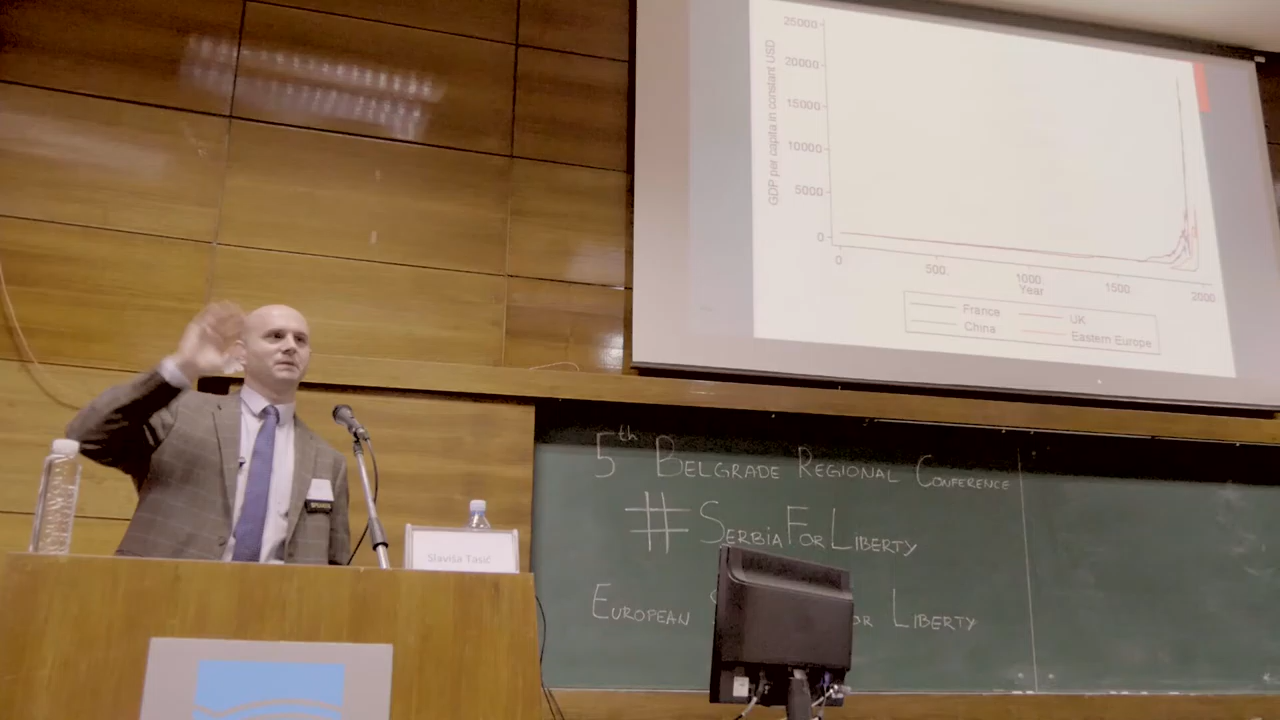 25000
20000
15000
10000
5000
0
GDP per capita in constant USD
0
500.
1000.
1500.
2000
Year
France
UK
China
Eastern Europe
5th Belgrade Regional Conference
#SerbiaForLiberty
European
or Liberty
Slaviša Tasić
SPEAKER